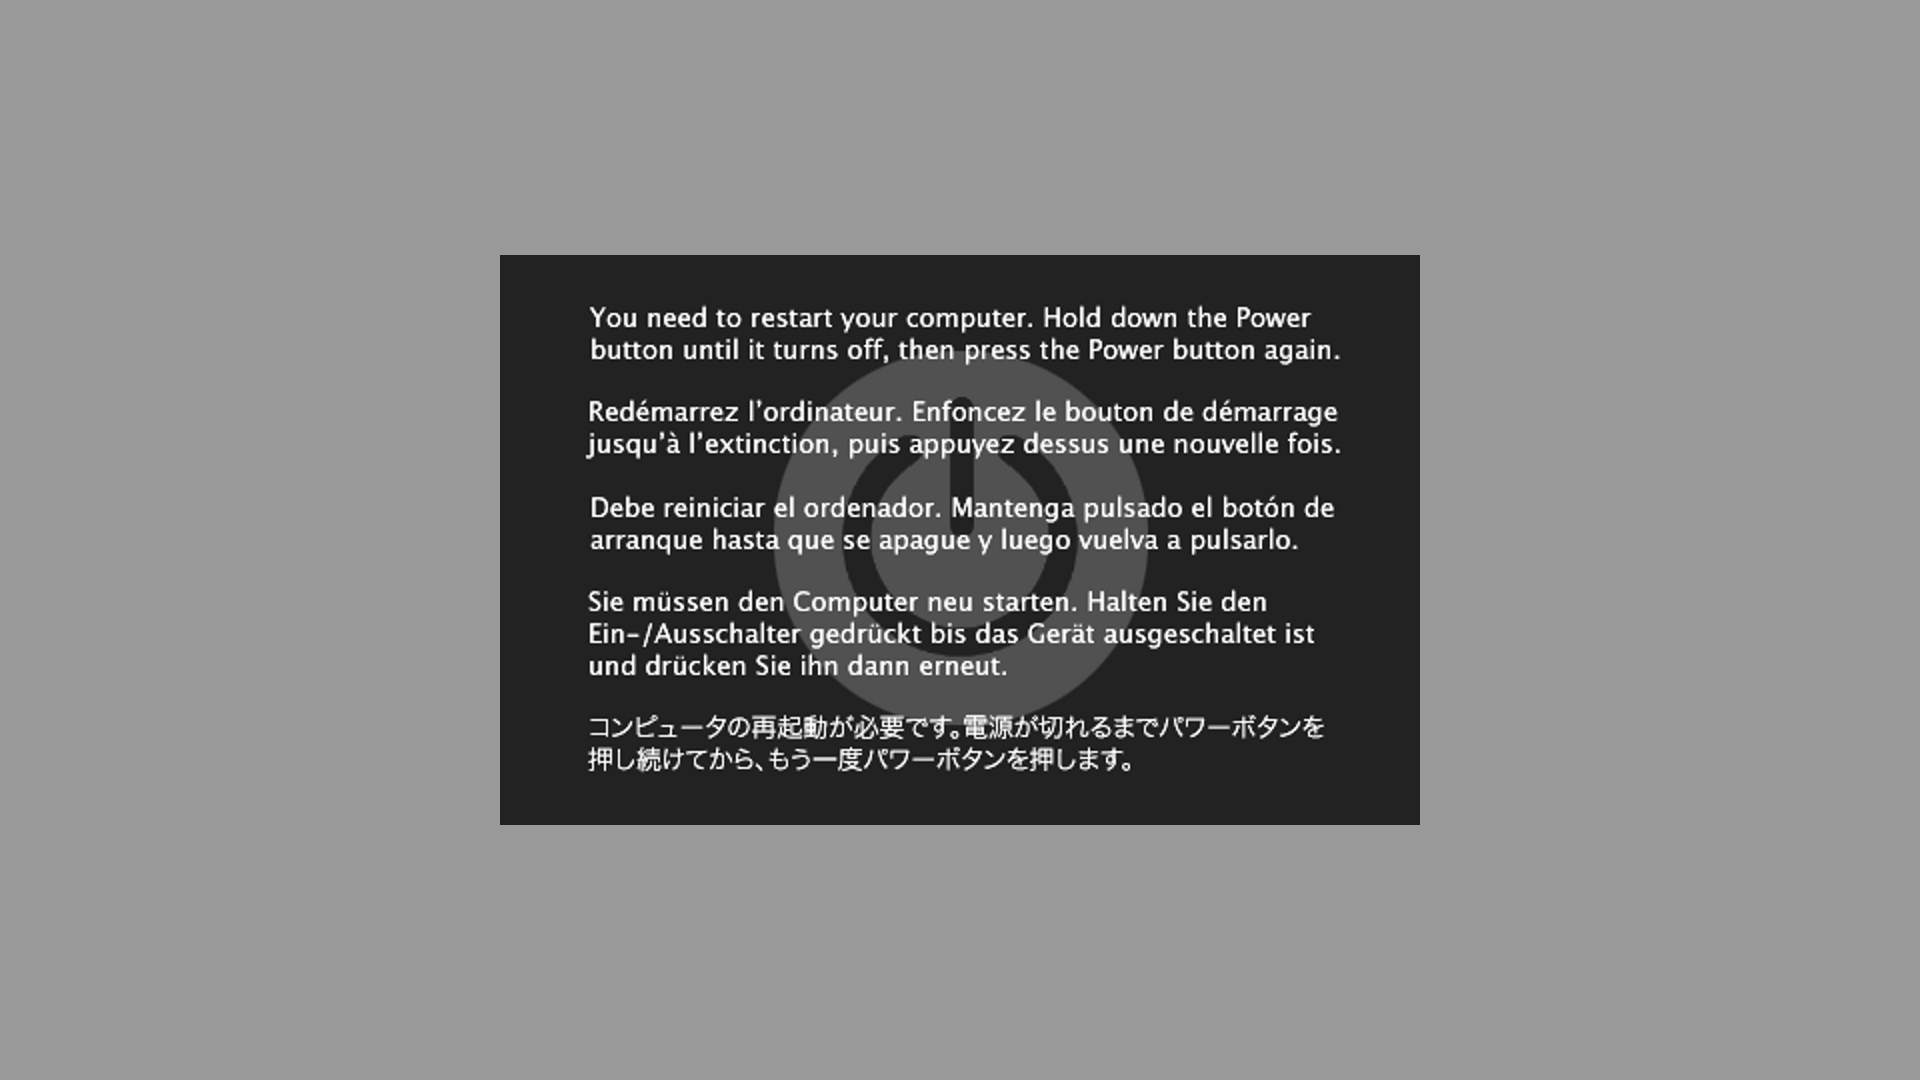 You need to restart your computer. Hold down the Power
button until it turns off, then press the Power button again.
Redémarrez l’ordinateur. Enfoncez le bouton de démarrage
jusqu’à l’extinction, puis appuyez dessus une nouvelle fois.
Debe reiniciar el ordenador. Mantenga pulsado el botón de
arranque hasta que se apague y luego vuelva a pulsarlo.
Sie müssen den Computer neu starten. Halten Sie den
Ein-/Ausschalter gedrückt bis das Gerät ausgeschaltet ist
und drücken Sie ihn dann erneut.
コンピュータの再起動が必要です。電源が切れるまでパワーボタンを
押し続けてから、もう一度パワーボタンを押します。